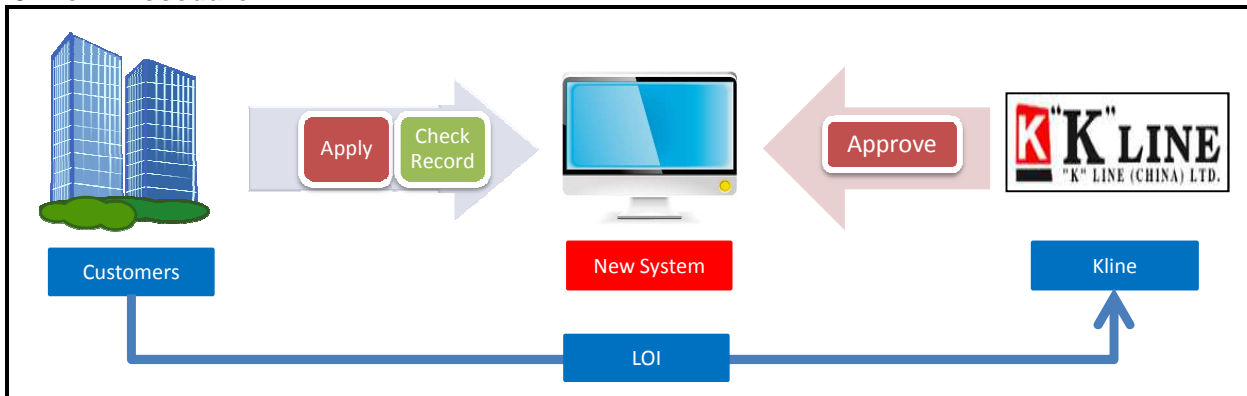 Apply
Check
Record
Approve
K "K" LINE
"K" LINE (CHINA) LTD.
Customers
New System
Kline
LOI